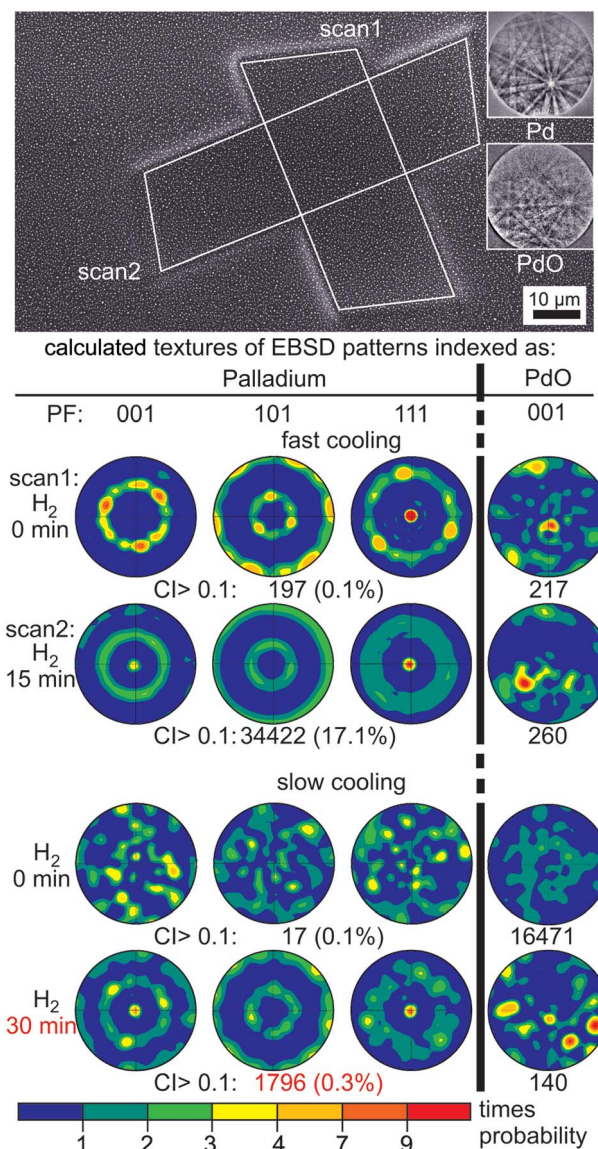 scan1
Pd
PdO
scan2
10 µm
calculated textures of EBSD patterns indexed as:
Palladium PdO
PF: 001 101 111 001
fast cooling
scan1:
H2
0 min
CI> 0.1: 197 (0.1%) 217
scan2:
H2
15 min
CI> 0.1: 34422 (17.1%) 260
slow cooling
H2
0 min
CI> 0.1: 17 (0.1%) 16471
H2
30 min
CI> 0.1: 1796 (0.3%) 140
times
1 2 3 4 7 9 probability